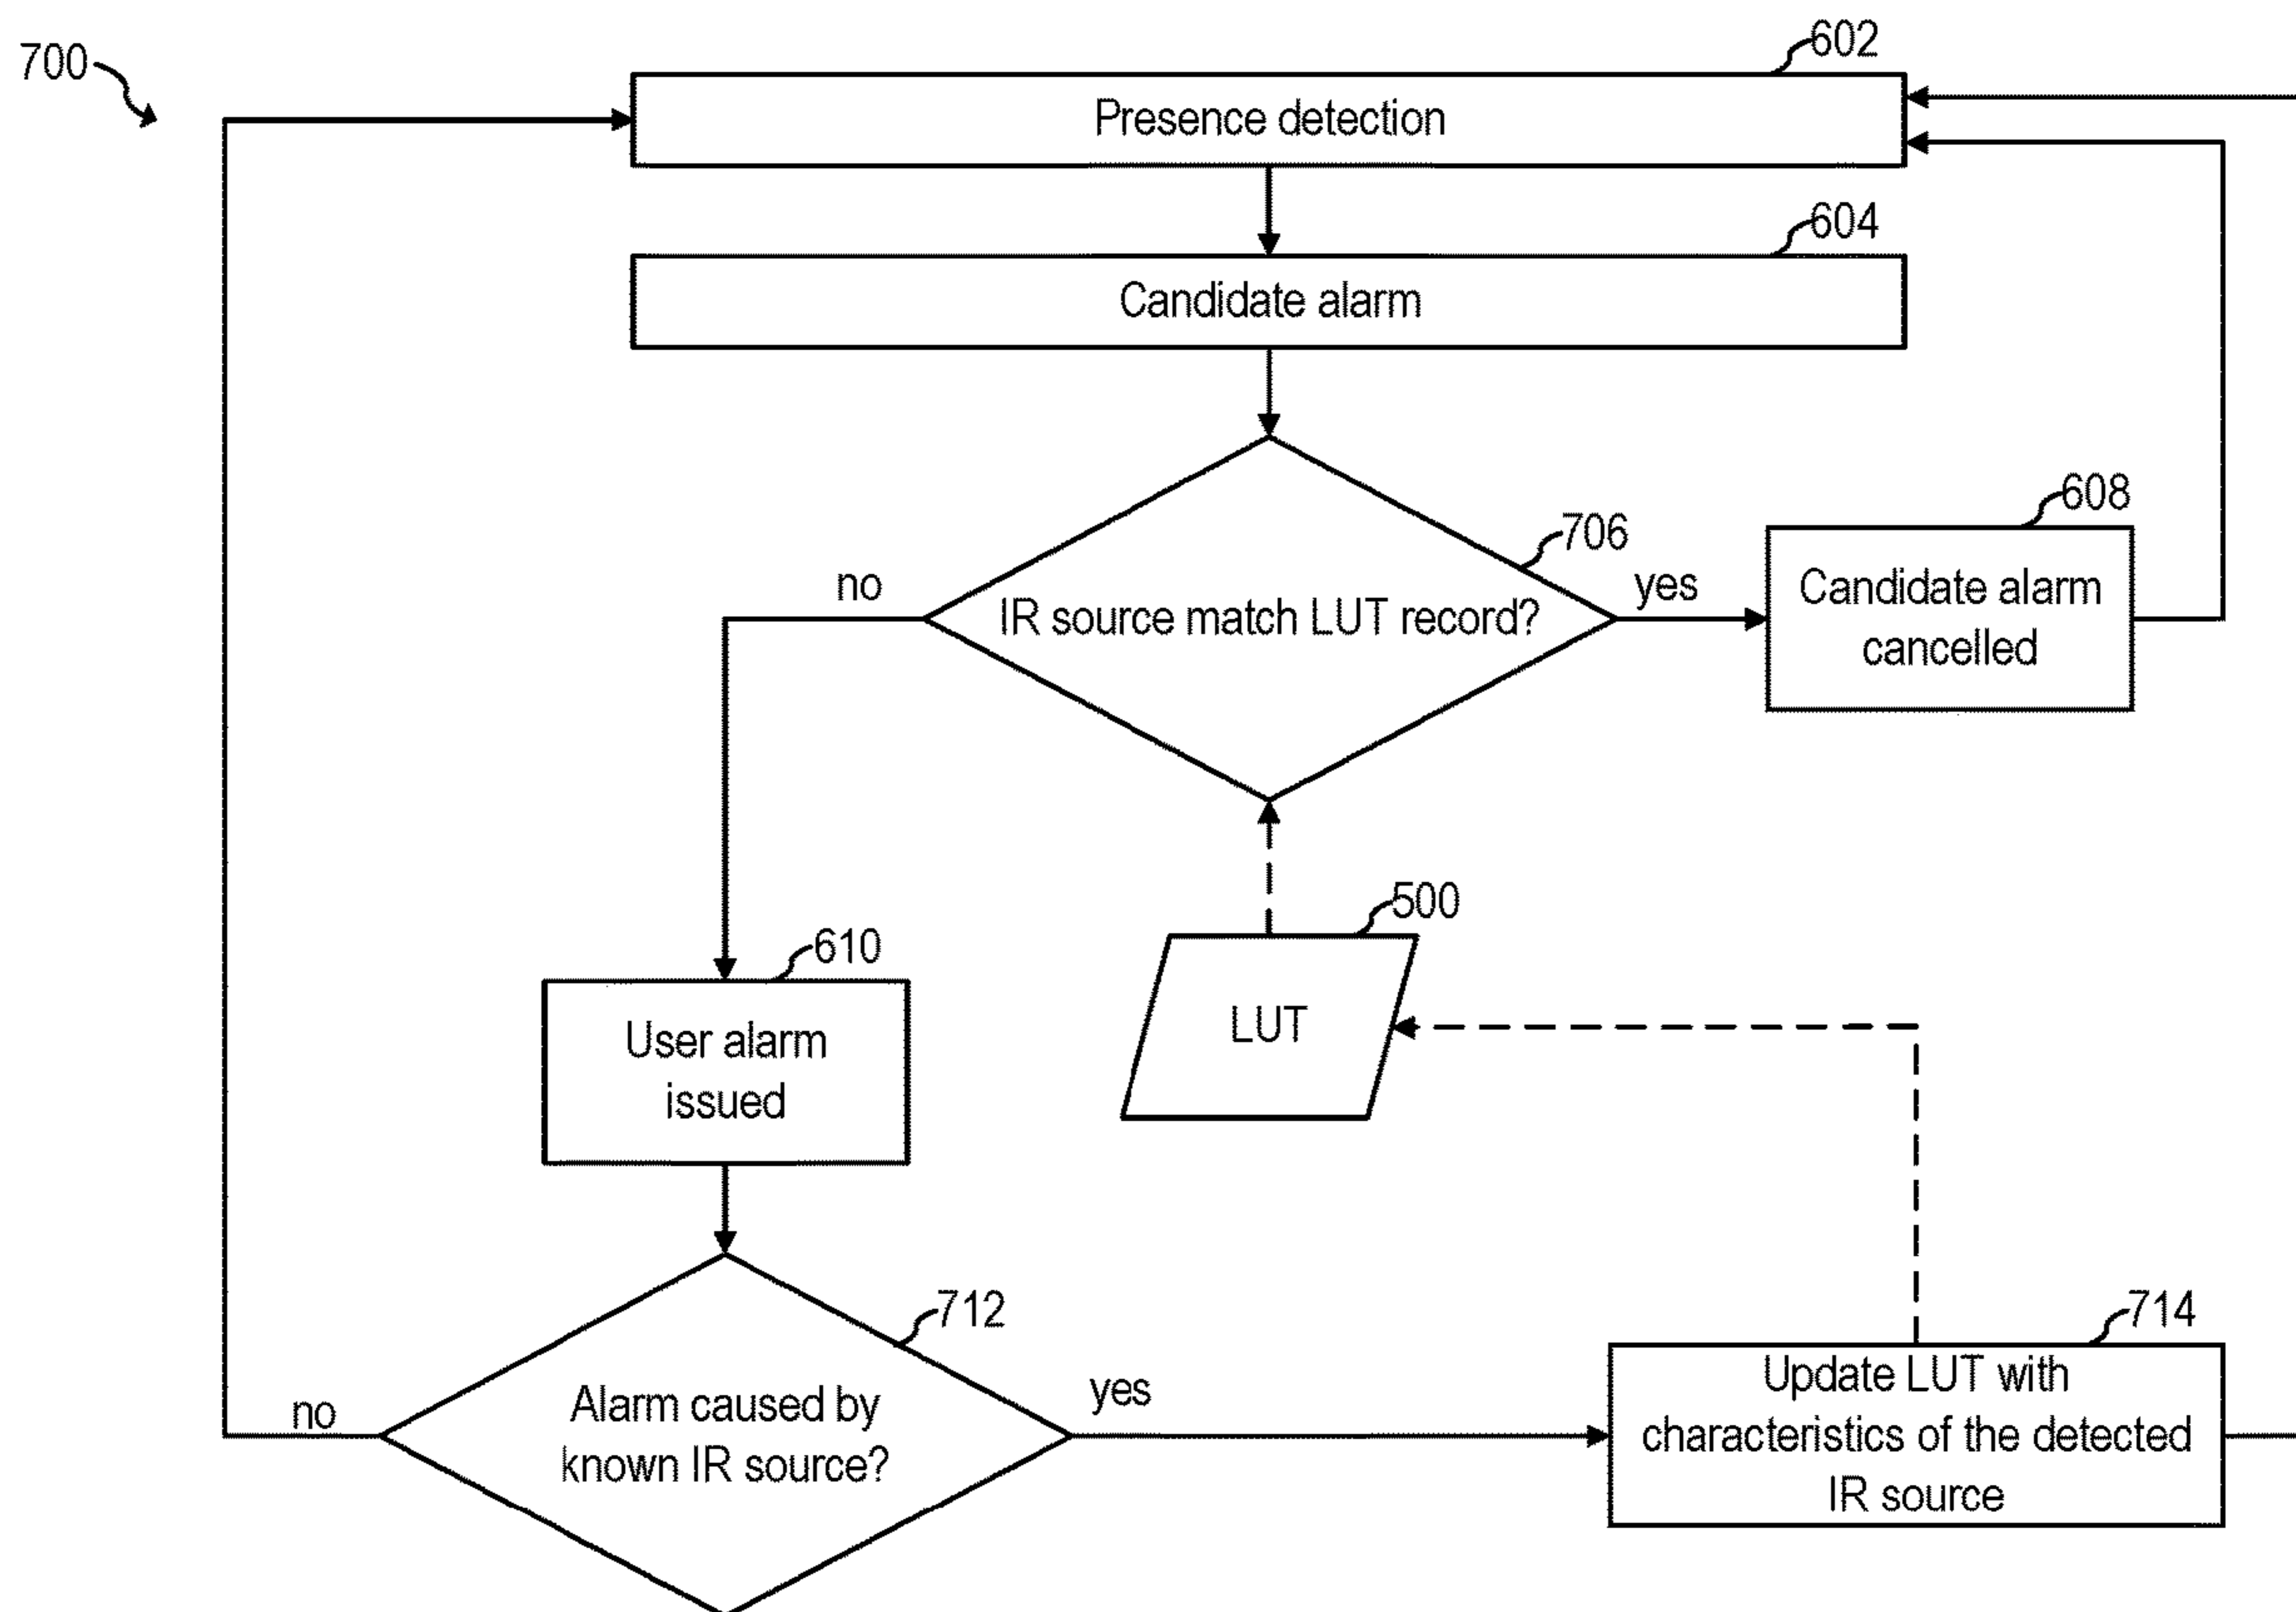 700
602
Presence detection
604
Candidate alarm
706
608
no
IR source match LUT record?
yes
Candidate alarm
cancelled
500
610
User alarm
issued
LUT
712
714
no
Alarm caused by
known IR source?
yes
Update LUT with
characteristics of the detected
IR source